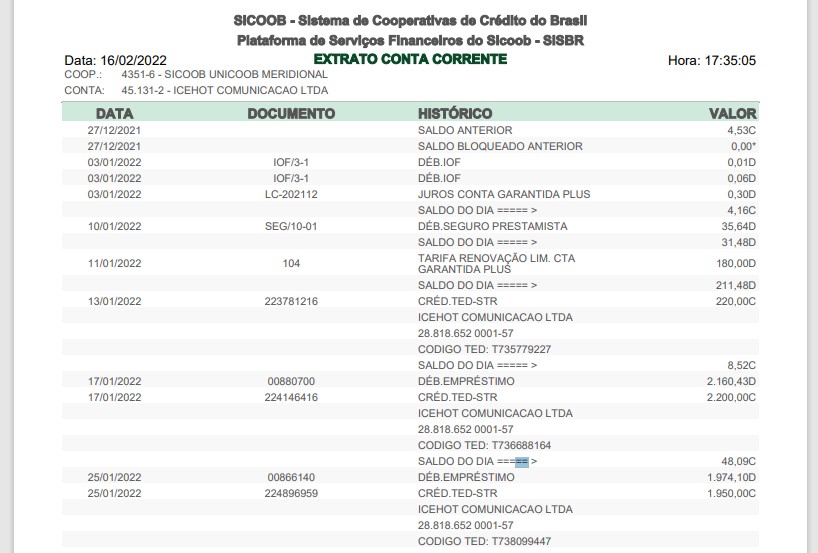 SICOOB - Sistema de Cooperativas de Crédito do Brasil
Plataforma de Serviços Financeiros do Sicoob - SISBR
Data: 16/02/2022 EXTRATO CONTA CORRENTE Hora: 17:35:05
COOP.: 4351-6 - SICOOB UNICOOB MERIDIONAL
CONTA: 45.131-2 - ICEHOT COMUNICACAO LTDA
DATA DOCUMENTO HISTÓRICO VALOR
27/12/2021 SALDO ANTERIOR 4,53C
27/12/2021 SALDO BLOQUEADO ANTERIOR 0,00*
03/01/2022 IOF/3-1 DÉB.IOF 0,01D
03/01/2022 IOF/3-1 DÉB.IOF 0,06D
03/01/2022 LC-202112 JUROS CONTA GARANTIDA PLUS 0,30D
SALDO DO DIA ===== > 4,16C
10/01/2022 SEG/10-01 DÉB.SEGURO PRESTAMISTA 35,64D
SALDO DO DIA ===== > 31,48D
11/01/2022 104 TARIFA RENOVAÇÃO LIM. CTA
GARANTIDA PLUS 180,00D
SALDO DO DIA ===== > 211,48D
13/01/2022 223781216 CRÉD.TED-STR 220,00C
ICEHOT COMUNICACAO LTDA
28.818.652 0001-57
CODIGO TED: T735779227
SALDO DO DIA ===== > 8,52C
17/01/2022 00880700 DÉB.EMPRÉSTIMO 2.160,43D
17/01/2022 224146416 CRÉD.TED-STR 2.200,00C
ICEHOT COMUNICACAO LTDA
28.818.652 0001-57
CODIGO TED: T736688164
SALDO DO DIA ===== > 48,09C
25/01/2022 00866140 DÉB.EMPRÉSTIMO 1.974,10D
25/01/2022 224896959 CRÉD.TED-STR 1.950,00C
ICEHOT COMUNICACAO LTDA
28.818.652 0001-57
CODIGO TED: T738099447